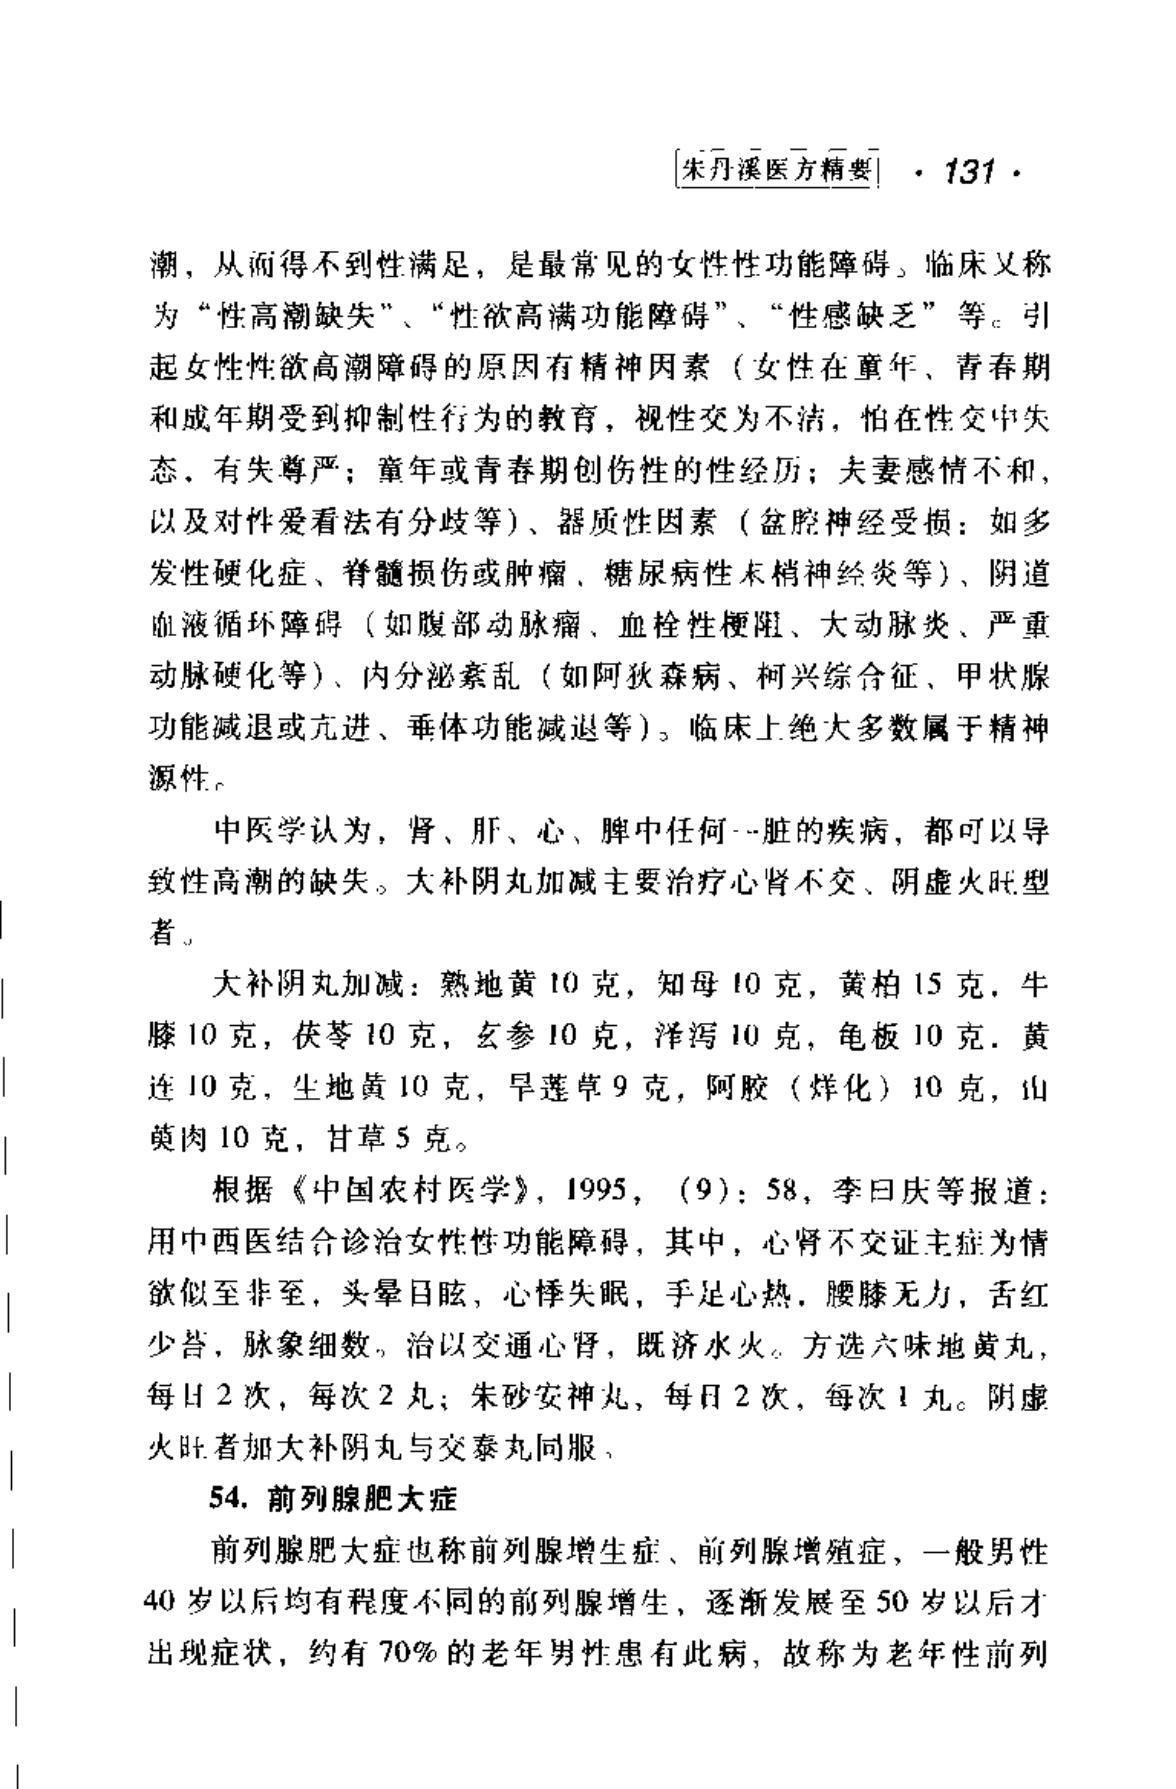 朱丹溪医方精要 · 131 ·
潮，从而得不到性满足，是最常见的女性性功能障碍。临床又称
为“性高潮缺失”、“性欲高满功能障碍”、“性感缺乏”等。引
起女性性欲高潮障碍的原因有精神因素（女性在童年、青春期
和成年期受到抑制性行为的教育，视性交为不洁，怕在性交中失
态，有失尊严；童年或青春期创伤性的性经历；夫妻感情不和，
以及对性爱看法有分歧等）、器质性因素（盆腔神经受损：如多
发性硬化症、脊髓损伤或肿瘤、糖尿病性末梢神经炎等）、阴道
血液循环障碍（如腹部动脉瘤、血栓性梗阻、大动脉炎、严重
动脉硬化等）、内分泌紊乱（如阿狄森病、柯兴综合征、甲状腺
功能减退或亢进、垂体功能减退等）。临床上绝大多数属于精神
源性。
中医学认为，肾、肝、心、脾中任何一脏的疾病，都可以导
致性高潮的缺失。大补阴丸加减主要治疗心肾不交、阴虚火旺型
者。
大补阴丸加减：熟地黄 10 克，知母 10 克，黄柏 15 克，牛
膝 10 克，茯苓 10 克，玄参 10 克，泽泻 10 克，龟板 10 克．黄
连 10 克，生地黄 10 克，旱莲草 9 克，阿胶（烊化）10 克，山
萸肉 10 克，甘草 5 克。
根据《中国农村医学》，1995，（9）：58，李曰庆等报道：
用中西医结合诊治女性性功能障碍，其中，心肾不交证主症为情
欲似至非至，头晕目眩，心悸失眠，手足心热，腰膝无力，舌红
少苔，脉象细数。治以交通心肾，既济水火。方选六味地黄丸，
每日 2 次，每次 2 丸；朱砂安神丸，每日 2 次，每次 1 丸。阴虚
火旺者加大补阴丸与交泰丸同服、
54. 前列腺肥大症
前列腺肥大症也称前列腺增生症、前列腺增殖症，一般男性
40 岁以后均有程度不同的前列腺增生，逐渐发展至 50 岁以后才
出现症状，约有 70% 的老年男性患有此病，故称为老年性前列